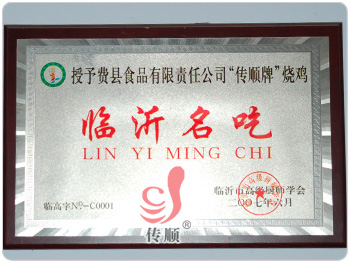 授予费县食品有限责任公司“传顺牌”烧鸡
临沂名吃
LIN YI MING CHI
临高字№-C0001
临沂市高级厨师学会
二〇〇七年六月
传顺